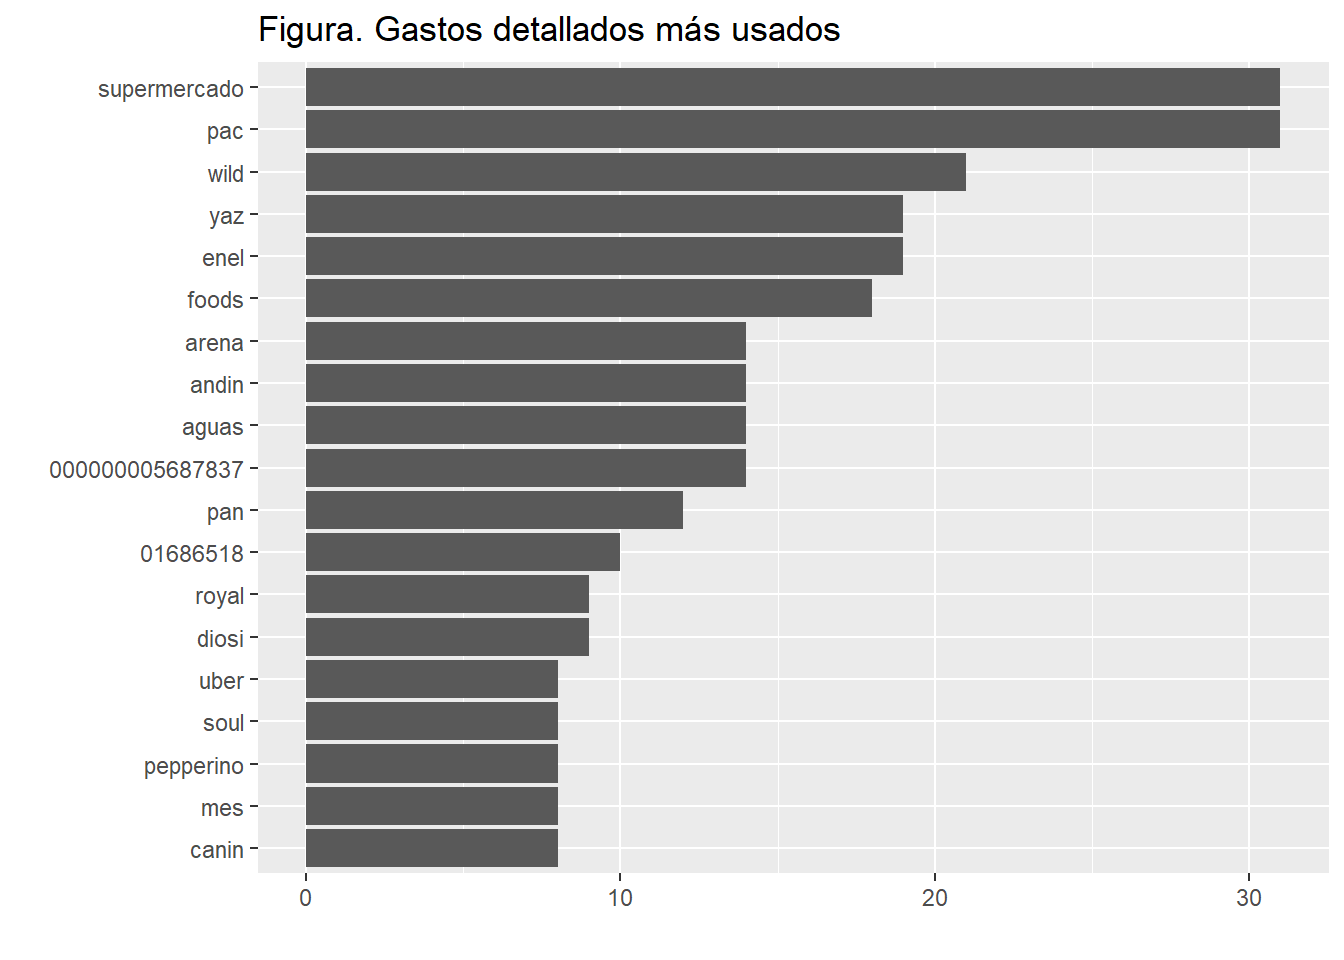 Figura. Gastos detallados más usados
supermercado
pac
wild
yaz
enel
foods
arena
andin
aguas
000000005687837
pan
01686518
royal
diosi
uber
soul
pepperino
mes
canin
0 10 20 30